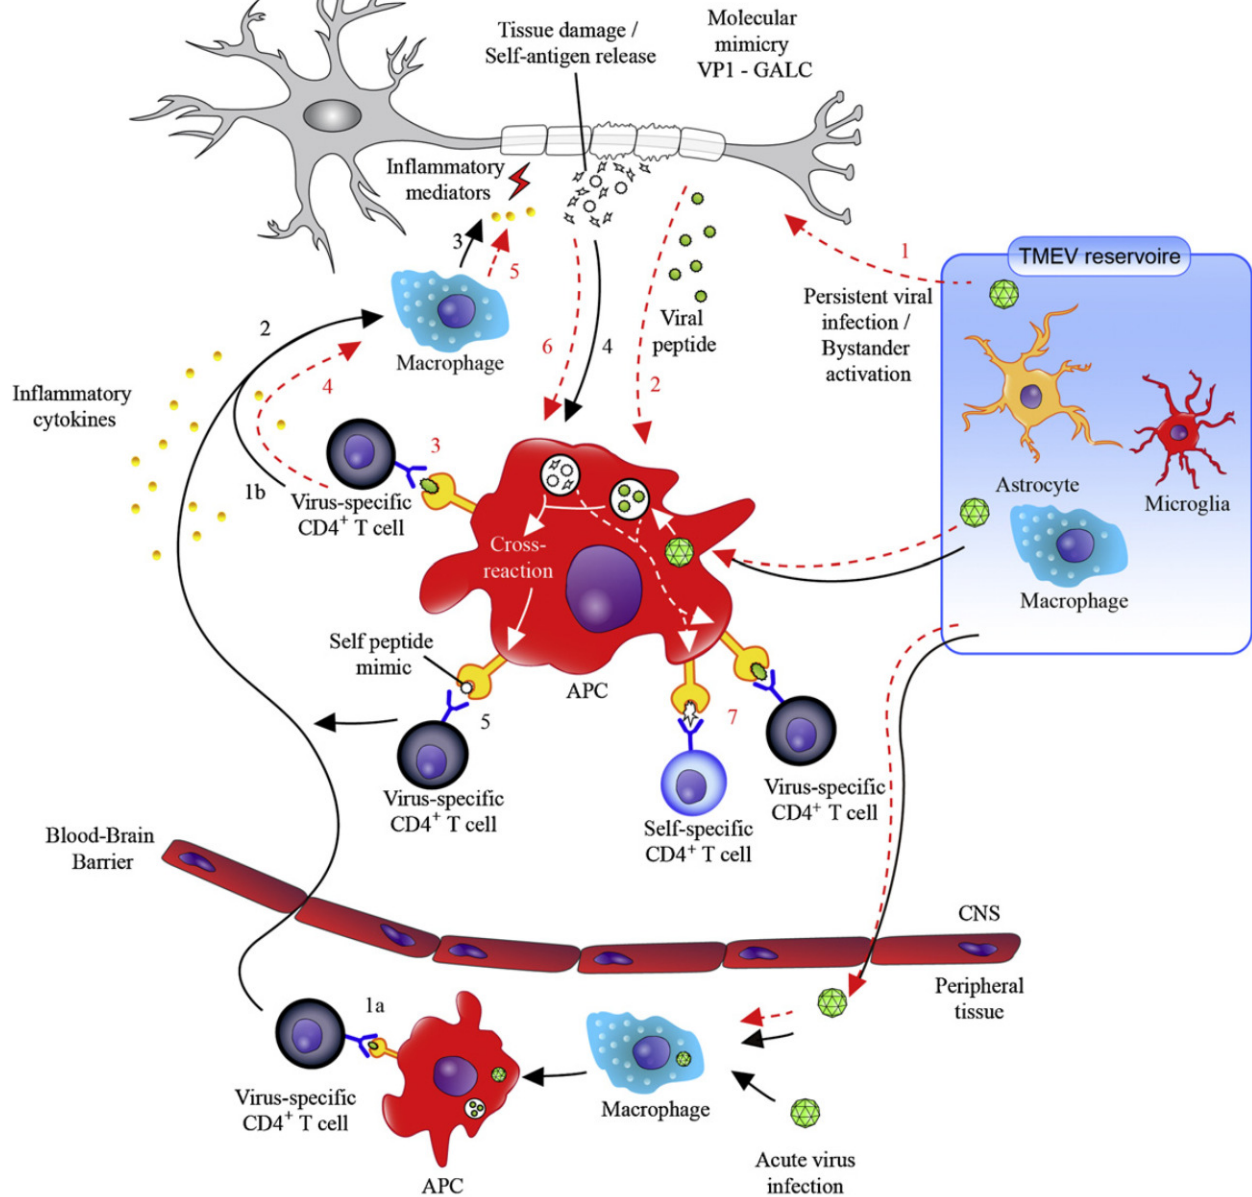 Tissue damage /
Self-antigen release
Molecular
mimicry
VP1 - GALC
Inflammatory
mediators
3
5
1
TMEV reservoire
Persistent viral
infection /
Bystander
activation
Viral
peptide
2
Macrophage
6
4
2
4
Inflammatory
cytokines
3
1b
Virus-specific
CD4+ T cell
Astrocyte
Microglia
Macrophage
Cross-
reaction
Self peptide
mimic
APC
5
7
Virus-specific
CD4+ T cell
Self-specific
CD4+ T cell
Virus-specific
CD4+ T cell
Blood-Brain
Barrier
CNS
Peripheral
tissue
1a
Virus-specific
CD4+ T cell
APC
Macrophage
Acute virus
infection